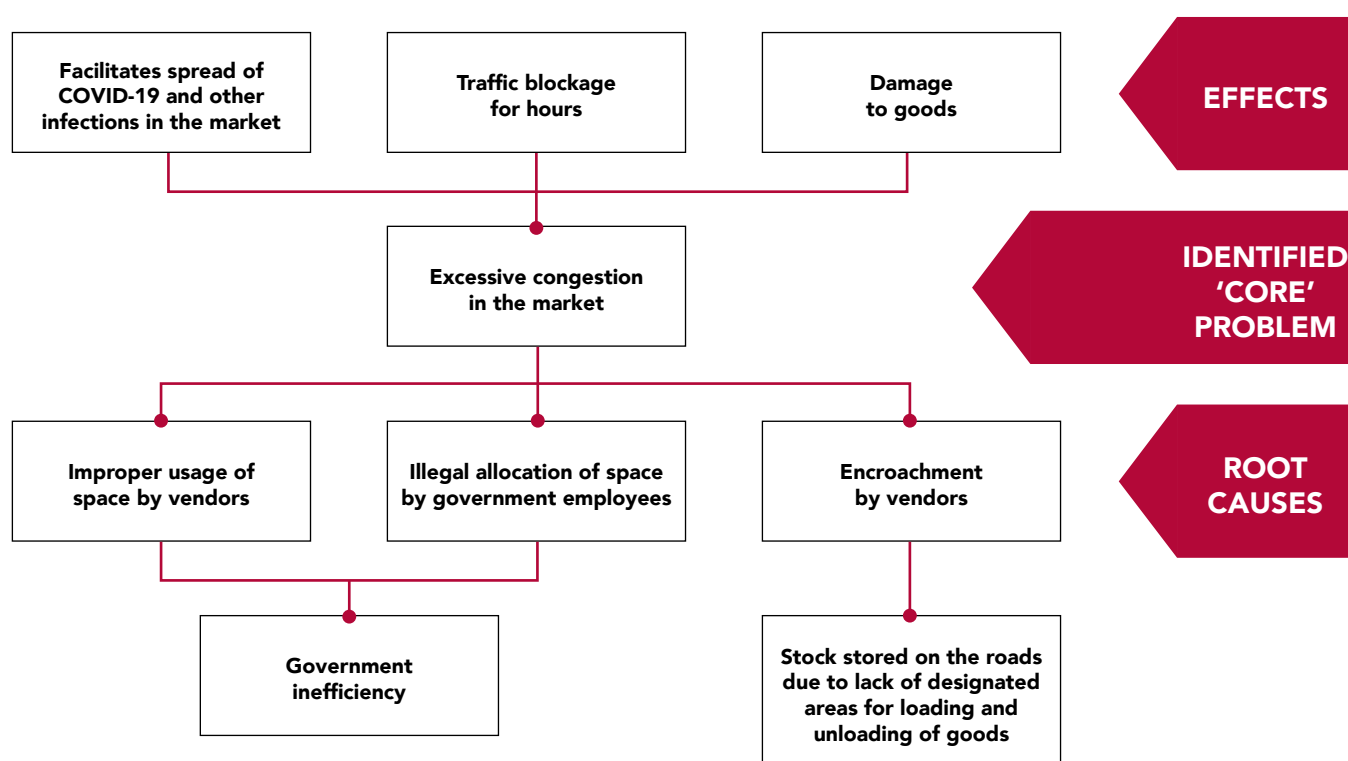 Facilitates spread of
COVID-19 and other
infections in the market
Traffic blockage
for hours
Damage
to goods
EFFECTS
Excessive congestion
in the market
IDENTIFIED
‘CORE’
PROBLEM
Improper usage of
space by vendors
Illegal allocation of space
by government employees
Encroachment
by vendors
ROOT
CAUSES
Government
inefficiency
Stock stored on the roads
due to lack of designated
areas for loading and
unloading of goods